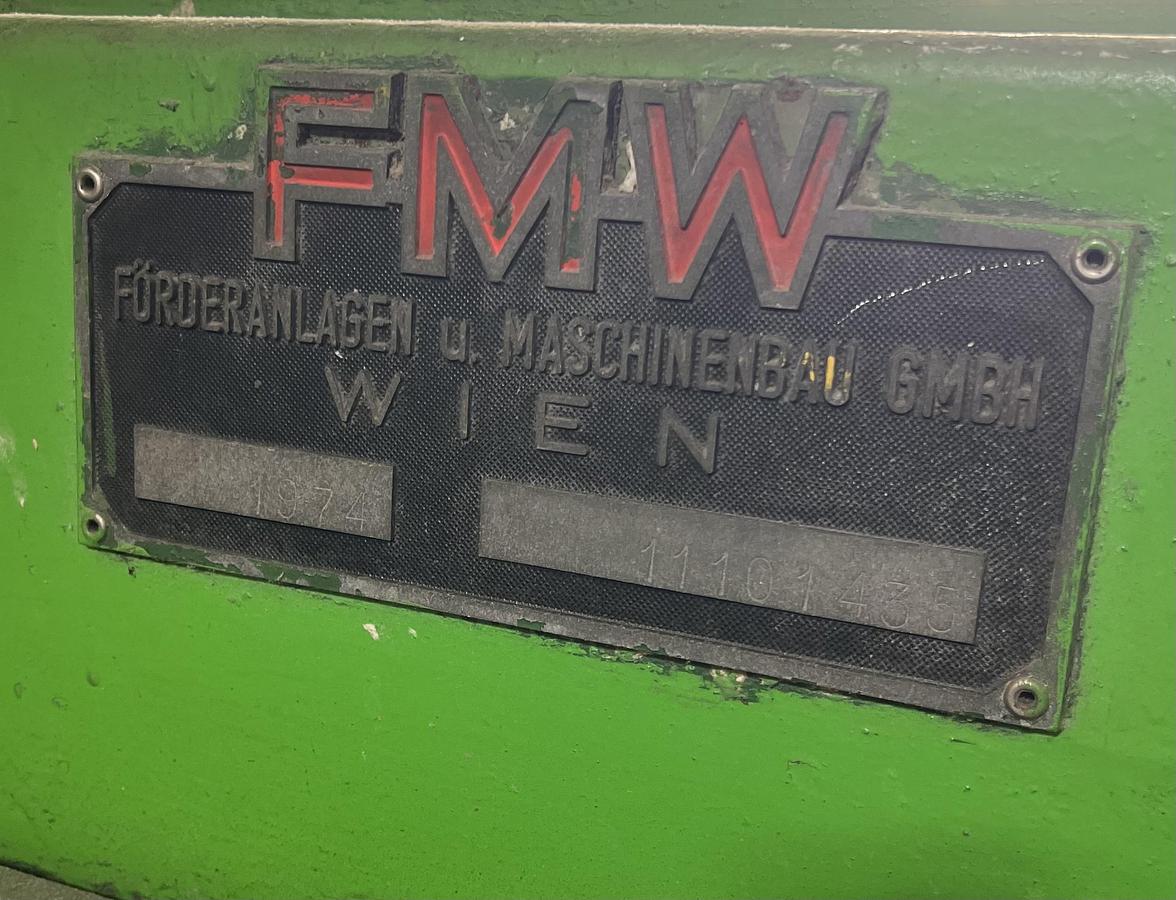 FMW
FÖRDERANLAGEN u. MASCHINENBAU GMBH
WIEN
1974 11101435